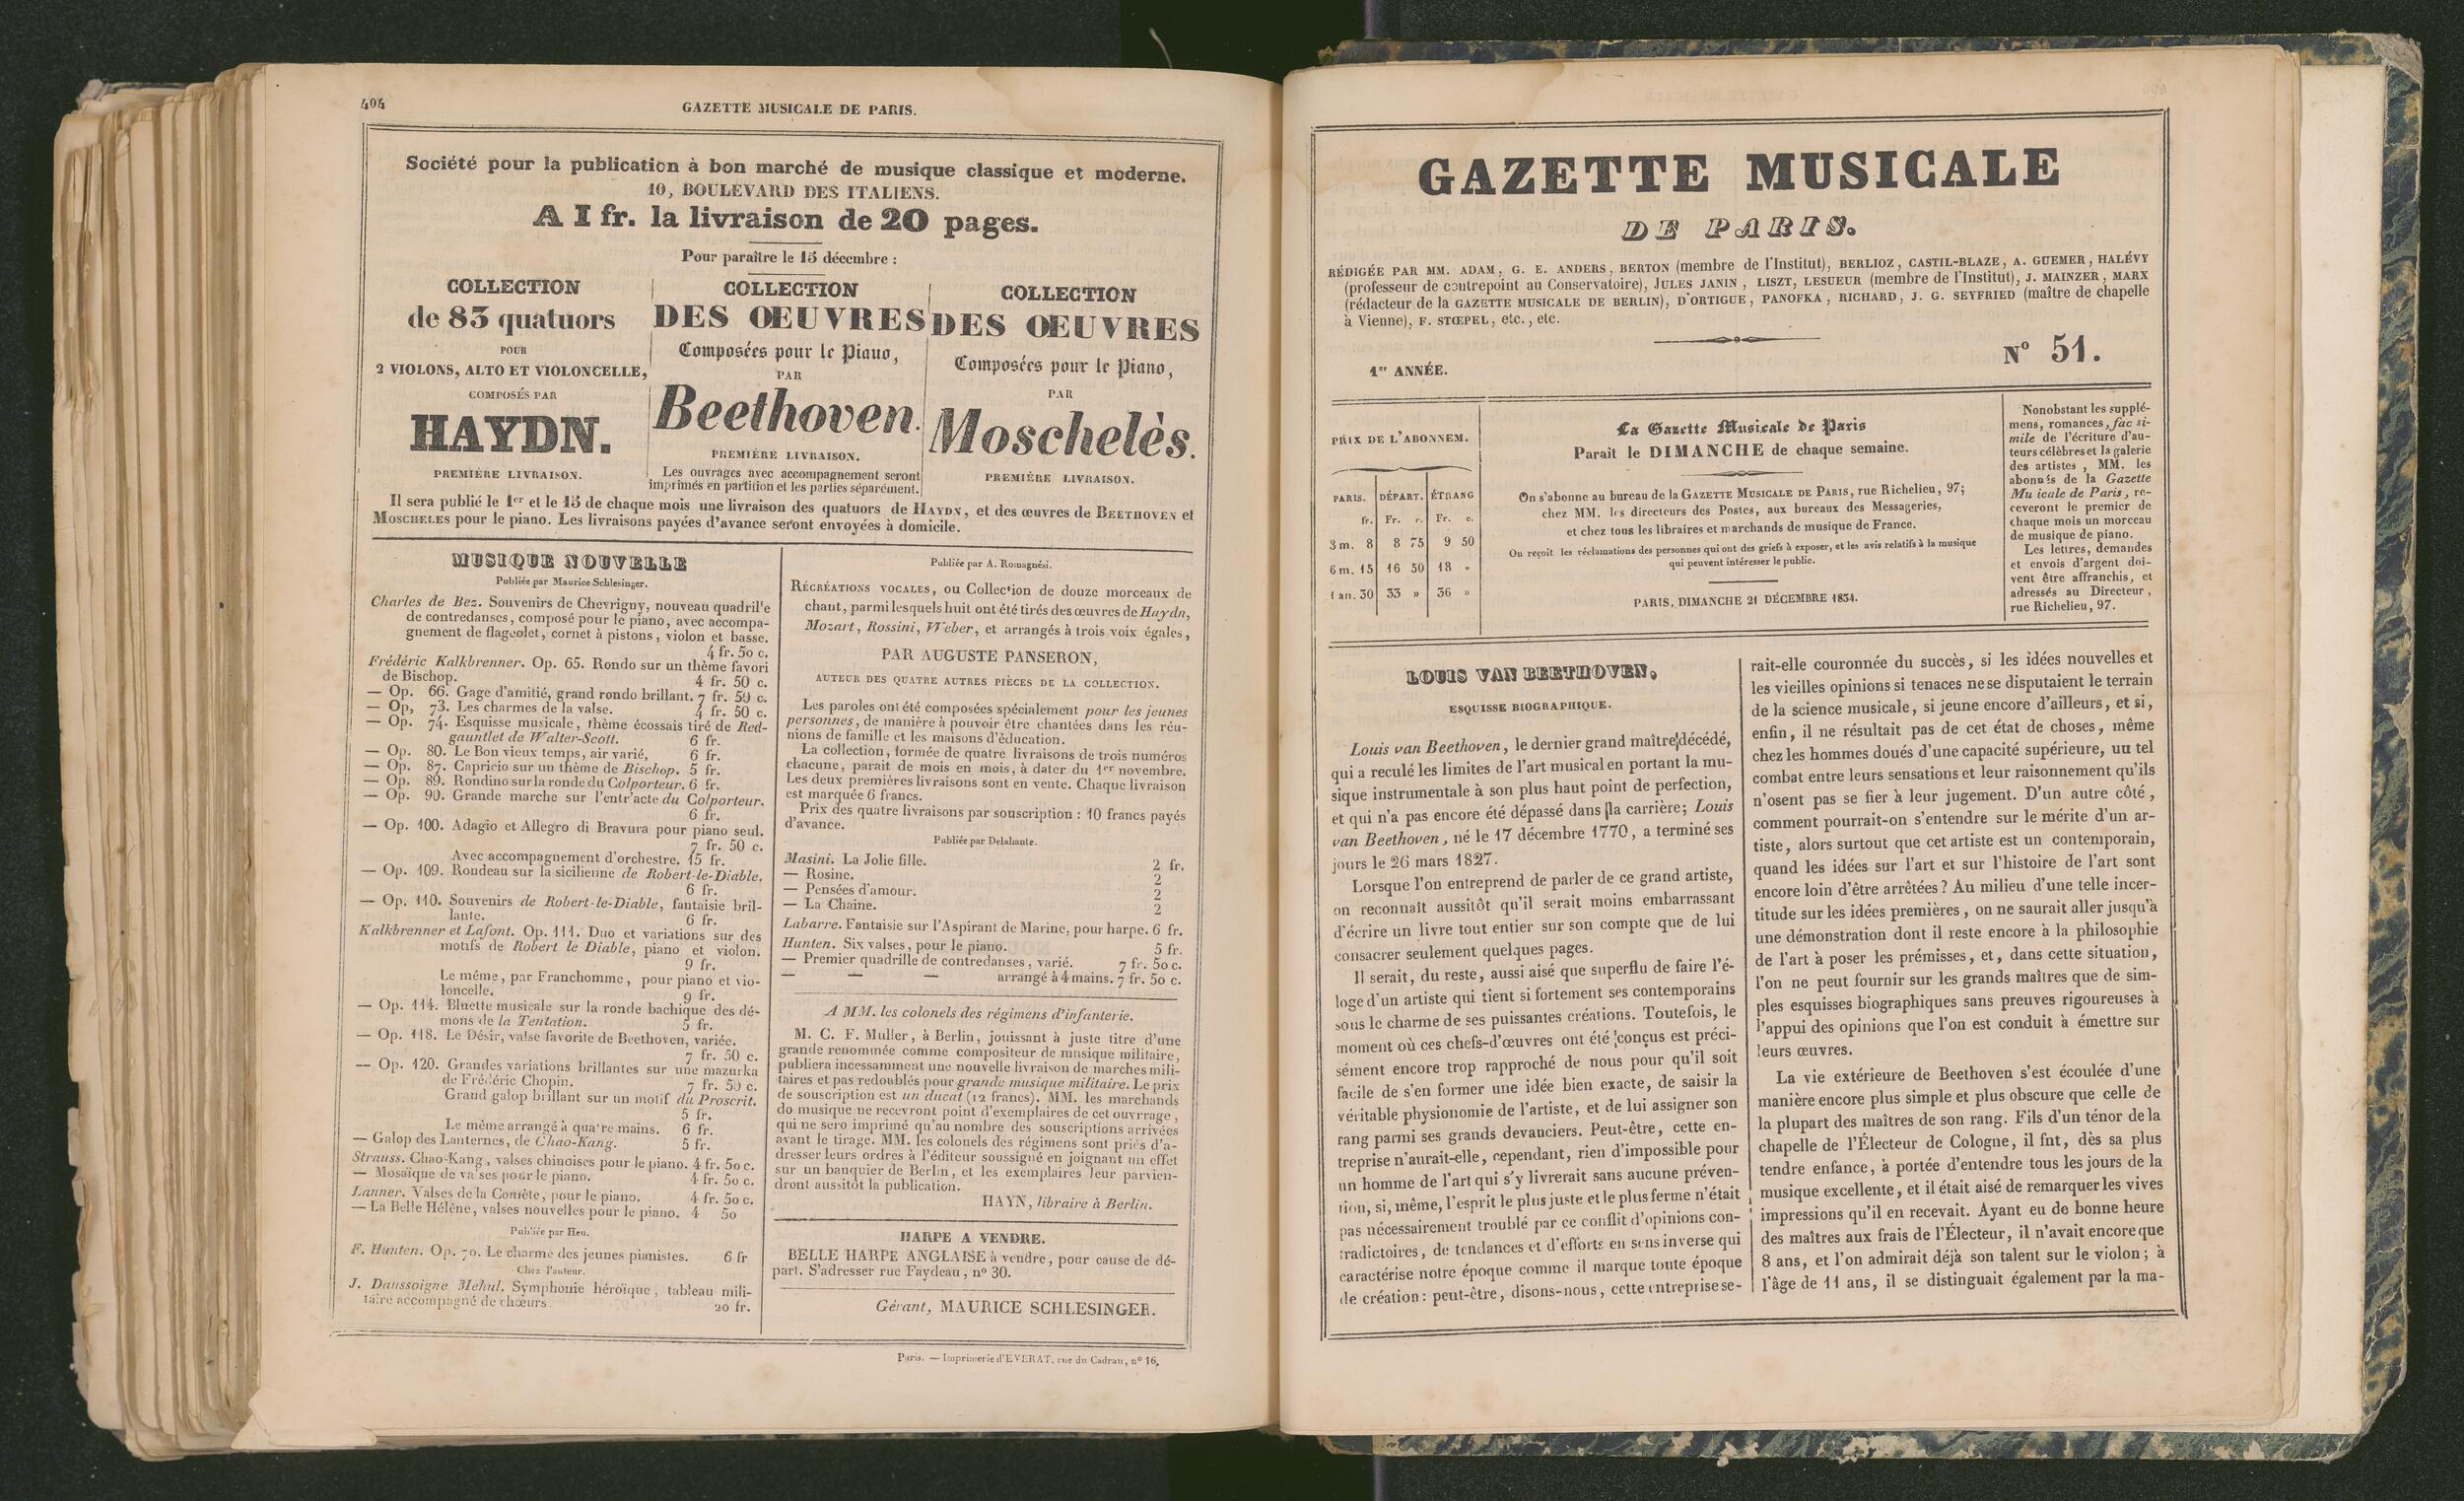 404
GAZETTE MUSICALE DE PARIS.
Société pour la publication à bon marché de musique classique et moderne.
10, BOULEVARD DES ITALIENS.
A I fr. la livraison de 20 pages.
Pour paraître le 15 décembre :
COLLECTION
de 83 quatuors
POUR
2 VIOLONS, ALTO ET VIOLONCELLE,
COMPOSÉS PAR
HAYDN.
PREMIÈRE LIVRAISON.
COLLECTION
DES ŒUVRES
Composées pour le Piano,
PAR
Beethoven.
PREMIÈRE LIVRAISON.
Les ouvrages avec accompagnement seront
imprimés en partition et les parties séparément.
COLLECTION
DES ŒUVRES
Composées pour le Piano,
PAR
Moschelès.
PREMIÈRE LIVRAISON.
Il sera publié le 1er et le 15 de chaque mois une livraison des quatuors de HAYDN, et des œuvres de BEETHOVEN et
MOSCHELES pour le piano. Les livraisons payées d'avance seront envoyées à domicile.
MUSIQUE NOUVELLE
Publiée par Maurice Schlesinger.
Charles de Bez. Souvenirs de Chevrigny, nouveau quadril'e
de contredanses, composé pour le piano, avec accompa-
gnement de flageolet, cornet à pistons, violon et basse.
4 fr. 50 c.
Frédéric Kalkbrenner. Op. 65. Rondo sur un thème favori
de Bischop. 4 fr. 50 c.
— Op. 66. Gage d'amitié, grand rondo brillant. 7 fr. 50 c.
— Op, 73. Les charmes de la valse. 4 fr. 50 c.
— Op. 74. Esquisse musicale, thème écossais tiré de Red-
gauntlet de Walter-Scott. 6 fr.
— Op. 80. Le Bon vieux temps, air varié, 6 fr.
— Op. 87. Capricio sur un thème de Bischop. 5 fr.
— Op. 89. Rondino sur la ronde du Colporteur. 6 fr.
— Op. 90. Grande marche sur l'entr'acte du Colporteur.
6 fr.
— Op. 100. Adagio et Allegro di Bravura pour piano seul.
7 fr. 50 c.
Avec accompagnement d'orchestre. 15 fr.
— Op. 109. Rondeau sur la sicilienne de Robert-le-Diable.
6 fr.
— Op. 110. Souvenirs de Robert-le-Diable, fantaisie bril-
lante. 6 fr.
Kalkbrenner et Lafont. Op. 111. Duo et variations sur des
motifs de Robert le Diable, piano et violon.
9 fr.
Le même, par Franchomme, pour piano et vio-
loncelle. 9 fr.
— Op. 114. Bluette musicale sur la ronde bachique des dé-
mons de la Tentation. 5 fr.
— Op. 118. Le Désir, valse favorite de Beethoven, variée.
7 fr. 50 c.
— Op. 120. Grandes variations brillantes sur une mazurka
de Frédéric Chopin. 7 fr. 50 c.
Grand galop brillant sur un motif du Proscrit.
5 fr.
Le même arrangé à qua're mains. 6 fr.
— Galop des Lanternes, de Chao-Kang. 5 fr.
Strauss. Chao-Kang, valses chinoises pour le piano. 4 fr. 50 c.
— Mosaïque de va'ses pour le piano. 4 fr. 50 c.
Lanner. Valses de la Comète, pour le piano. 4 fr. 50 c.
— La Belle Hélène, valses nouvelles pour le piano. 4 50
Publiée par Heu.
F. Hunten. Op. 70. Le charme des jeunes pianistes. 6 fr
Chez l'auteur.
J. Daussoigne Mehul. Symphonie héroïque, tableau mili-
taire accompagné de chœurs. 20 fr.
Publiée par A. Romagnési.
RÉCRÉATIONS VOCALES, ou Collection de douze morceaux de
chant, parmi lesquels huit ont été tirés des œuvres de Haydn,
Mozart, Rossini, Weber, et arrangés à trois voix égales,
PAR AUGUSTE PANSERON,
AUTEUR DES QUATRE AUTRES PIÈCES DE LA COLLECTION.
Les paroles ont été composées spécialement pour les jeunes
personnes, de manière à pouvoir être chantées dans les réu-
nions de famille et les maisons d'éducation.
La collection, formée de quatre livraisons de trois numéros
chacune, parait de mois en mois, à dater du 1er novembre.
Les deux premières livraisons sont en vente. Chaque livraison
est marquée 6 francs.
Prix des quatre livraisons par souscription : 10 francs payés
d'avance.
Publiée par Delahante.
Masini. La Jolie fille. 2 fr.
— Rosine. 2
— Pensées d'amour. 2
— La Chaîne. 2
Labarre. Fantaisie sur l'Aspirant de Marine, pour harpe. 6 fr.
Hunten. Six valses, pour le piano. 5 fr.
— Premier quadrille de contredanses, varié. 7 fr. 50 c.
— — — arrangé à 4 mains. 7 fr. 50 c.
A MM. les colonels des régimens d'infanterie.
M. C. F. Muller, à Berlin, jouissant à juste titre d'une
grande renommée comme compositeur de musique militaire,
publiera incessamment une nouvelle livraison de marches mili-
taires et pas redoublés pour grande musique militaire. Le prix
de souscription est un ducat (12 francs). MM. les marchands
do musique ne recevront point d'exemplaires de cet ouvrrage,
qui ne sero imprimé qu'au nombre des souscriptions arrivées
avant le tirage. MM. les colonels des régimens sont priés d'a-
dresser leurs ordres à l'éditeur soussigné en joignant un effet
sur un banquier de Berlin, et les exemplaires leur parvien-
dront aussitôt la publication.
HAYN, libraire à Berlin.
HARPE A VENDRE.
BELLE HARPE ANGLAISE à vendre, pour cause de dé-
part. S'adresser rue Faydeau, n° 30.
Gérant, MAURICE SCHLESINGER.
Paris. — Imprimerie d'EVERAT, rue du Cadran, n° 16,
GAZETTE MUSICALE
DE PARIS.
RÉDIGÉE PAR MM. ADAM, G. E. ANDERS, BERTON (membre de l'Institut), BERLIOZ, CASTIL-BLAZE, A. GUEMER, HALÉVY
(professeur de contrepoint au Conservatoire), JULES JANIN, LISZT, LESUEUR (membre de l'Institut), J. MAINZER, MARX
(rédacteur de la GAZETTE MUSICALE DE BERLIN), D'ORTIGUE, PANOFKA, RICHARD, J. G. SEYFRIED (maître de chapelle
à Vienne), F. STŒPEL, etc., etc.
1re ANNÉE.
N° 51.
PRIX DE L'ABONNEM.
PARIS. DÉPART. ÉTRANG
fr. Fr. c. Fr. c.
3 m. 8 8 75 9 50
6 m. 15 16 50 18 »
1 an. 30 33 » 36 »
La Gazette Musicale de Paris
Parait le DIMANCHE de chaque semaine.
On s'abonne au bureau de la GAZETTE MUSICALE DE PARIS, rue Richelieu, 97;
chez MM. les directeurs des Postes, aux bureaux des Messageries,
et chez tous les libraires et marchands de musique de France.
On reçoit les réclamations des personnes qui ont des griefs à exposer, et les avis relatifs à la musique
qui peuvent intéresser le public.
PARIS, DIMANCHE 21 DÉCEMBRE 1834.
Nonobstant les supplé-
mens, romances, fac si-
mile de l'écriture d'au-
teurs célèbres et la galerie
des artistes, MM. les
abonnés de la Gazette
Mu icale de Paris, re-
ceveront le premier de
chaque mois un morceau
de musique de piano.
Les lettres, demandes
et envois d'argent doi-
vent être affranchis, et
adressés au Directeur,
rue Richelieu, 97.
LOUIS VAN BEETHOVEN,
ESQUISSE BIOGRAPHIQUE.
Louis van Beethoven, le dernier grand maître décédé,
qui a reculé les limites de l'art musical en portant la mu-
sique instrumentale à son plus haut point de perfection,
et qui n'a pas encore été dépassé dans la carrière; Louis
van Beethoven, né le 17 décembre 1770, a terminé ses
jours le 26 mars 1827.
Lorsque l'on entreprend de parler de ce grand artiste,
on reconnaît aussitôt qu'il serait moins embarrassant
d'écrire un livre tout entier sur son compte que de lui
consacrer seulement quelques pages.
Il serait, du reste, aussi aisé que superflu de faire l'é-
loge d'un artiste qui tient si fortement ses contemporains
sous le charme de ses puissantes créations. Toutefois, le
moment où ces chefs-d'œuvres ont été conçus est préci-
sément encore trop rapproché de nous pour qu'il soit
facile de s'en former une idée bien exacte, de saisir la
véritable physionomie de l'artiste, et de lui assigner son
rang parmi ses grands devanciers. Peut-être, cette en-
treprise n'aurait-elle, cependant, rien d'impossible pour
un homme de l'art qui s'y livrerait sans aucune préven-
tion, si, même, l'esprit le plus juste et le plus ferme n'était
pas nécessairement troublé par ce conflit d'opinions con-
tradictoires, de tendances et d'efforts en sens inverse qui
caractérise notre époque comme il marque toute époque
de création: peut-être, disons-nous, cette entreprise se-
rait-elle couronnée du succès, si les idées nouvelles et
les vieilles opinions si tenaces ne se disputaient le terrain
de la science musicale, si jeune encore d'ailleurs, et si,
enfin, il ne résultait pas de cet état de choses, même
chez les hommes doués d'une capacité supérieure, uu tel
combat entre leurs sensations et leur raisonnement qu'ils
n'osent pas se fier à leur jugement. D'un autre côté,
comment pourrait-on s'entendre sur le mérite d'un ar-
tiste, alors surtout que cet artiste est un contemporain,
quand les idées sur l'art et sur l'histoire de l'art sont
encore loin d'être arrêtées? Au milieu d'une telle incer-
titude sur les idées premières, on ne saurait aller jusqu'à
une démonstration dont il reste encore à la philosophie
de l'art à poser les prémisses, et, dans cette situation,
l'on ne peut fournir sur les grands maîtres que de sim-
ples esquisses biographiques sans preuves rigoureuses à
l'appui des opinions que l'on est conduit à émettre sur
leurs œuvres.
La vie extérieure de Beethoven s'est écoulée d'une
manière encore plus simple et plus obscure que celle de
la plupart des maîtres de son rang. Fils d'un ténor de la
chapelle de l'Électeur de Cologne, il fnt, dès sa plus
tendre enfance, à portée d'entendre tous les jours de la
musique excellente, et il était aisé de remarquer les vives
impressions qu'il en recevait. Ayant eu de bonne heure
des maîtres aux frais de l'Électeur, il n'avait encore que
8 ans, et l'on admirait déjà son talent sur le violon; à
l'âge de 11 ans, il se distinguait également par la ma-